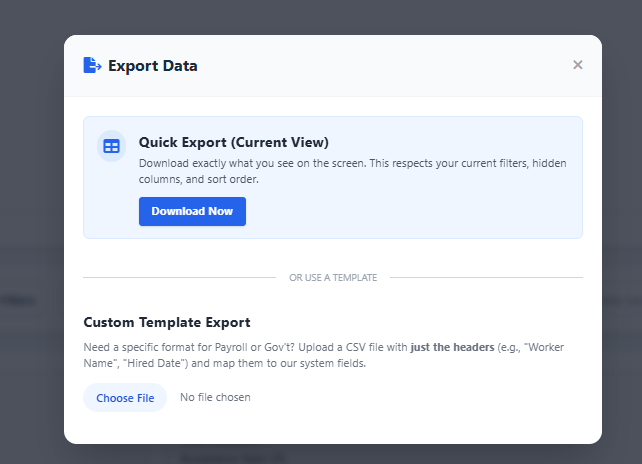 Export Data
Quick Export (Current View)
Download exactly what you see on the screen. This respects your current filters, hidden
columns, and sort order.
Download Now
OR USE A TEMPLATE
Custom Template Export
Need a specific format for Payroll or Gov't? Upload a CSV file with just the headers (e.g., "Worker
Name", "Hired Date") and map them to our system fields.
Choose File No file chosen